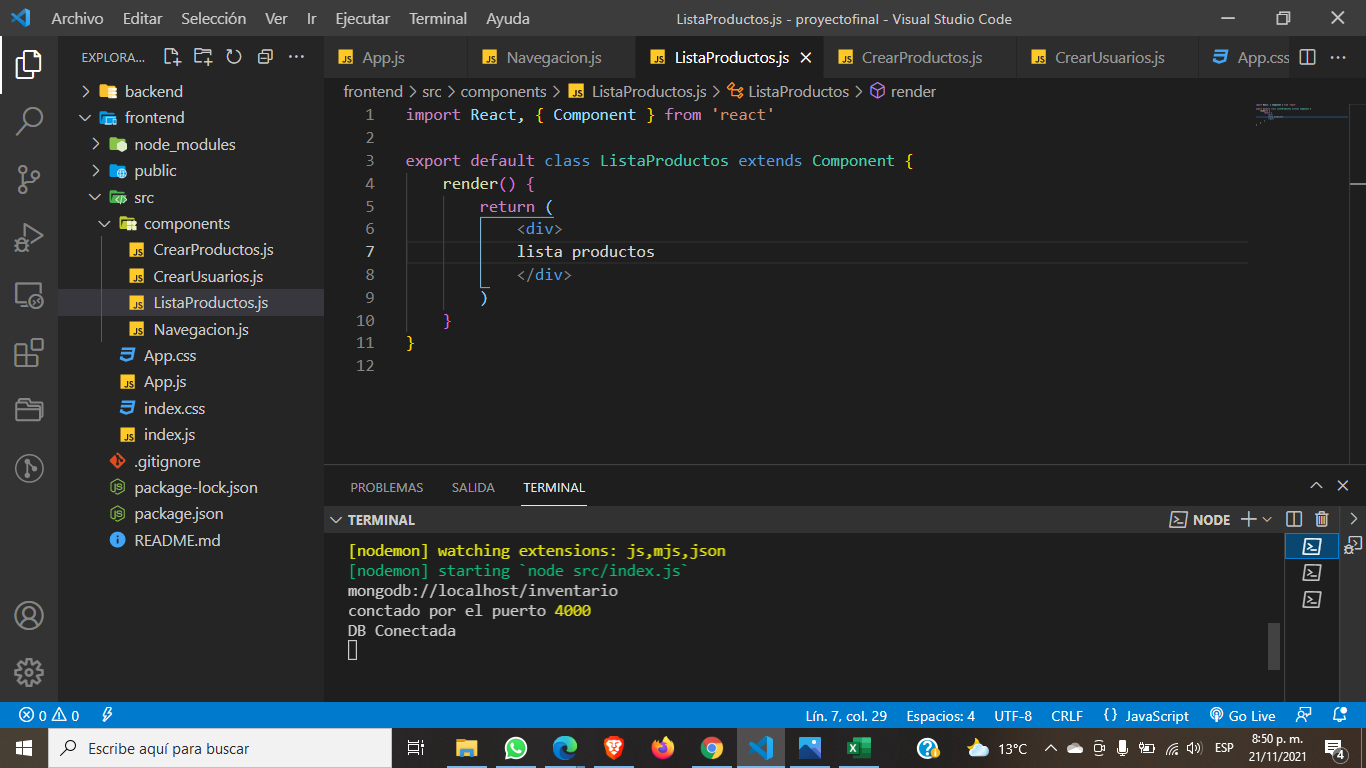 Archivo Editar Selección Ver Ir Ejecutar Terminal Ayuda ListaProductos.js - proyectofinal - Visual Studio Code
EXPLORA...
backend
frontend
node_modules
public
src
components
CrearProductos.js
CrearUsuarios.js
ListaProductos.js
Navegacion.js
App.css
App.js
index.css
index.js
.gitignore
package-lock.json
package.json
README.md
App.js Navegacion.js ListaProductos.js CrearProductos.js CrearUsuarios.js App.css
frontend > src > components > ListaProductos.js > ListaProductos > render
1 import React, { Component } from 'react'
2
3 export default class ListaProductos extends Component {
4 render() {
5 return (
6 <div>
7 lista productos
8 </div>
9 )
10 }
11 }
12
PROBLEMAS SALIDA TERMINAL
TERMINAL NODE
[nodemon] watching extensions: js,mjs,json
[nodemon] starting `node src/index.js`
mongodb://localhost/inventario
conctado por el puerto 4000
DB Conectada
0 0 Lín. 7, col. 29 Espacios: 4 UTF-8 CRLF JavaScript Go Live
Escribe aquí para buscar 13°C ESP 8:50 p. m.
21/11/2021
4